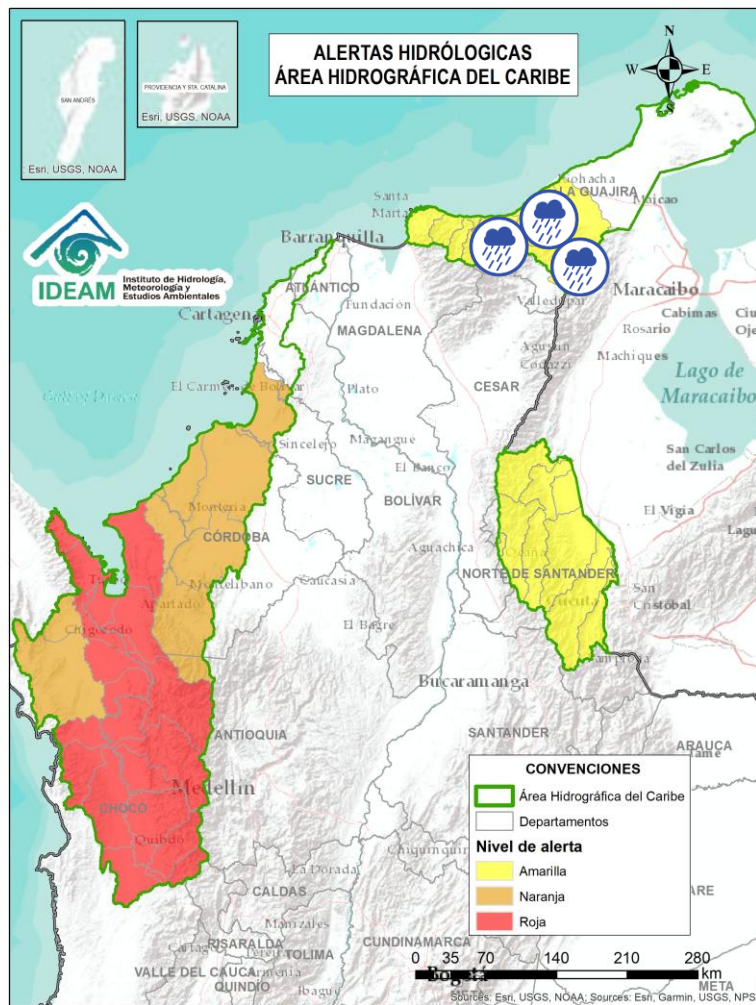 ALERTAS HIDRÓLOGICAS
ÁREA HIDROGRÁFICA DEL CARIBE
SAN ANDRÉS
: Esri, USGS, NOAA
PROVIDENCIA Y STA. CATALINA
Esri, USGS, NOAA
N
W
E
S
IDEAM
Instituto de Hidrología,
Meteorología y
Estudios Ambientales
LA GUAJIRA
Maicao
Santa
Marta
Barranquilla
ATLÁNTICO
Cartagena
Fundación
MAGDALENA
Valledupar
Maracaibo
Cabimas
Rosario
Machiques
Agustín
Codazzi
CESAR
Lago de
Maracaibo
El Carmen de Bolívar
Plato
Sincelejo
Magangue
El Banco
SUCRE
BOLÍVAR
San Carlos
del Zulia
El Vigía
Montería
CÓRDOBA
Aguachica
Ocaña
NORTE DE SANTANDER
Montelíbano
Caucasia
Apartado
El Bagre
Cúcuta
San
Cristóbal
Chigorodo
Pamplona
Bucaramanga
ANTIOQUIA
SANTANDER
ARAUCA
Medellín
CHOCÓ
Quibdó
La Dorada
CALDAS
Manizales
RISARALDA
TOLIMA
CUNDINAMARCA
VALLE DEL CAUCA
Armenia
QUINDÍO
Ibagué
Bogotá
META
CONVENCIONES
Área Hidrográfica del Caribe
Departamentos
Nivel de alerta
Amarilla
Naranja
Roja
0 35 70 140 210 280
km
Sources: Esri, USGS, NOAA; Sources: Esri, Garmin, USGS, NPS